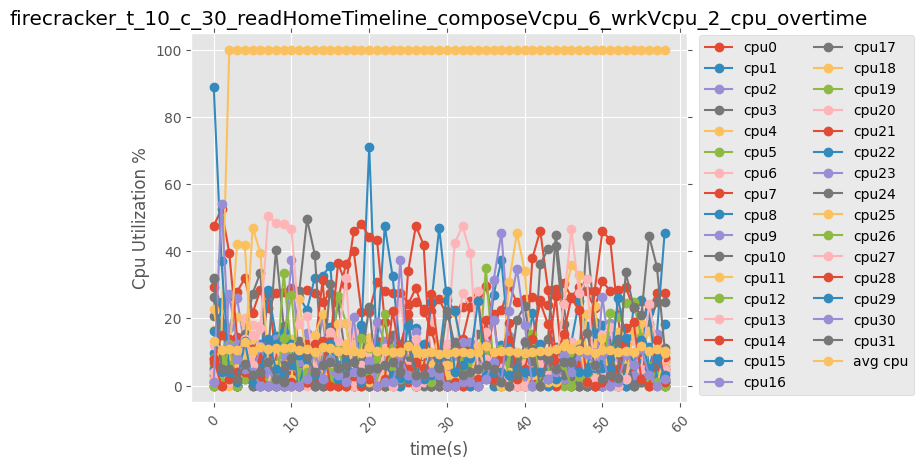 firecracker_t_10_c_30_readHomeTimeline_composeVcpu_6_wrkVcpu_2_cpu_overtime
100
80
60
40
20
0
Cpu Utilization %
0 10 20 30 40 50 60
time(s)
cpu0
cpu1
cpu2
cpu3
cpu4
cpu5
cpu6
cpu7
cpu8
cpu9
cpu10
cpu11
cpu12
cpu13
cpu14
cpu15
cpu16
cpu17
cpu18
cpu19
cpu20
cpu21
cpu22
cpu23
cpu24
cpu25
cpu26
cpu27
cpu28
cpu29
cpu30
cpu31
avg cpu